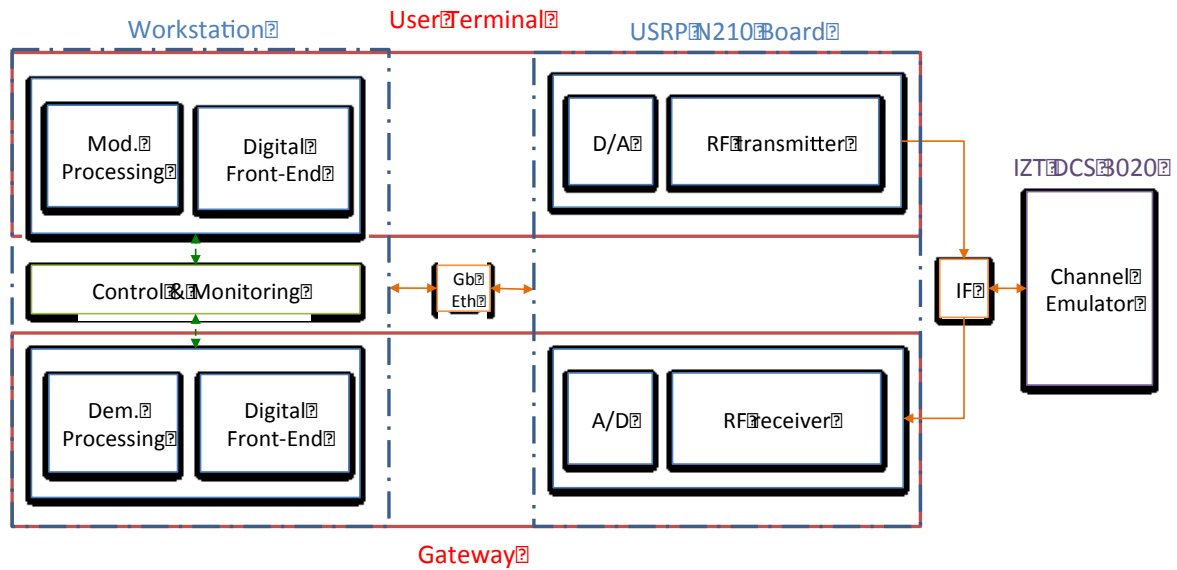 User Terminal
Workstation
USRP N210 Board
Mod.
Processing
Digital
Front-End
D/A
RF transmitter
IZT DCS 3020
Control & Monitoring
Gb
Eth
IF
Channel
Emulator
Dem.
Processing
Digital
Front-End
A/D
RF receiver
Gateway